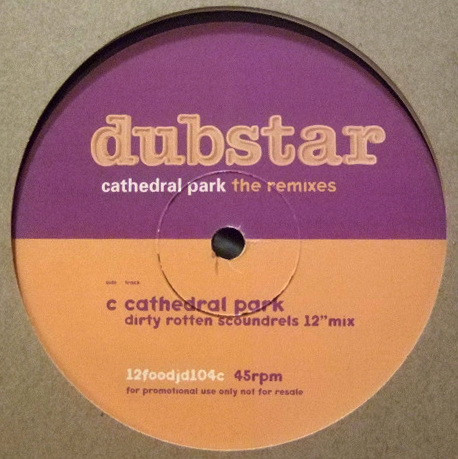 dubstar
cathedral park the remixes
side track
c cathedral park
dirty rotten scoundrels 12"mix
12foodjd104c 45rpm
for promotional use only not for resale